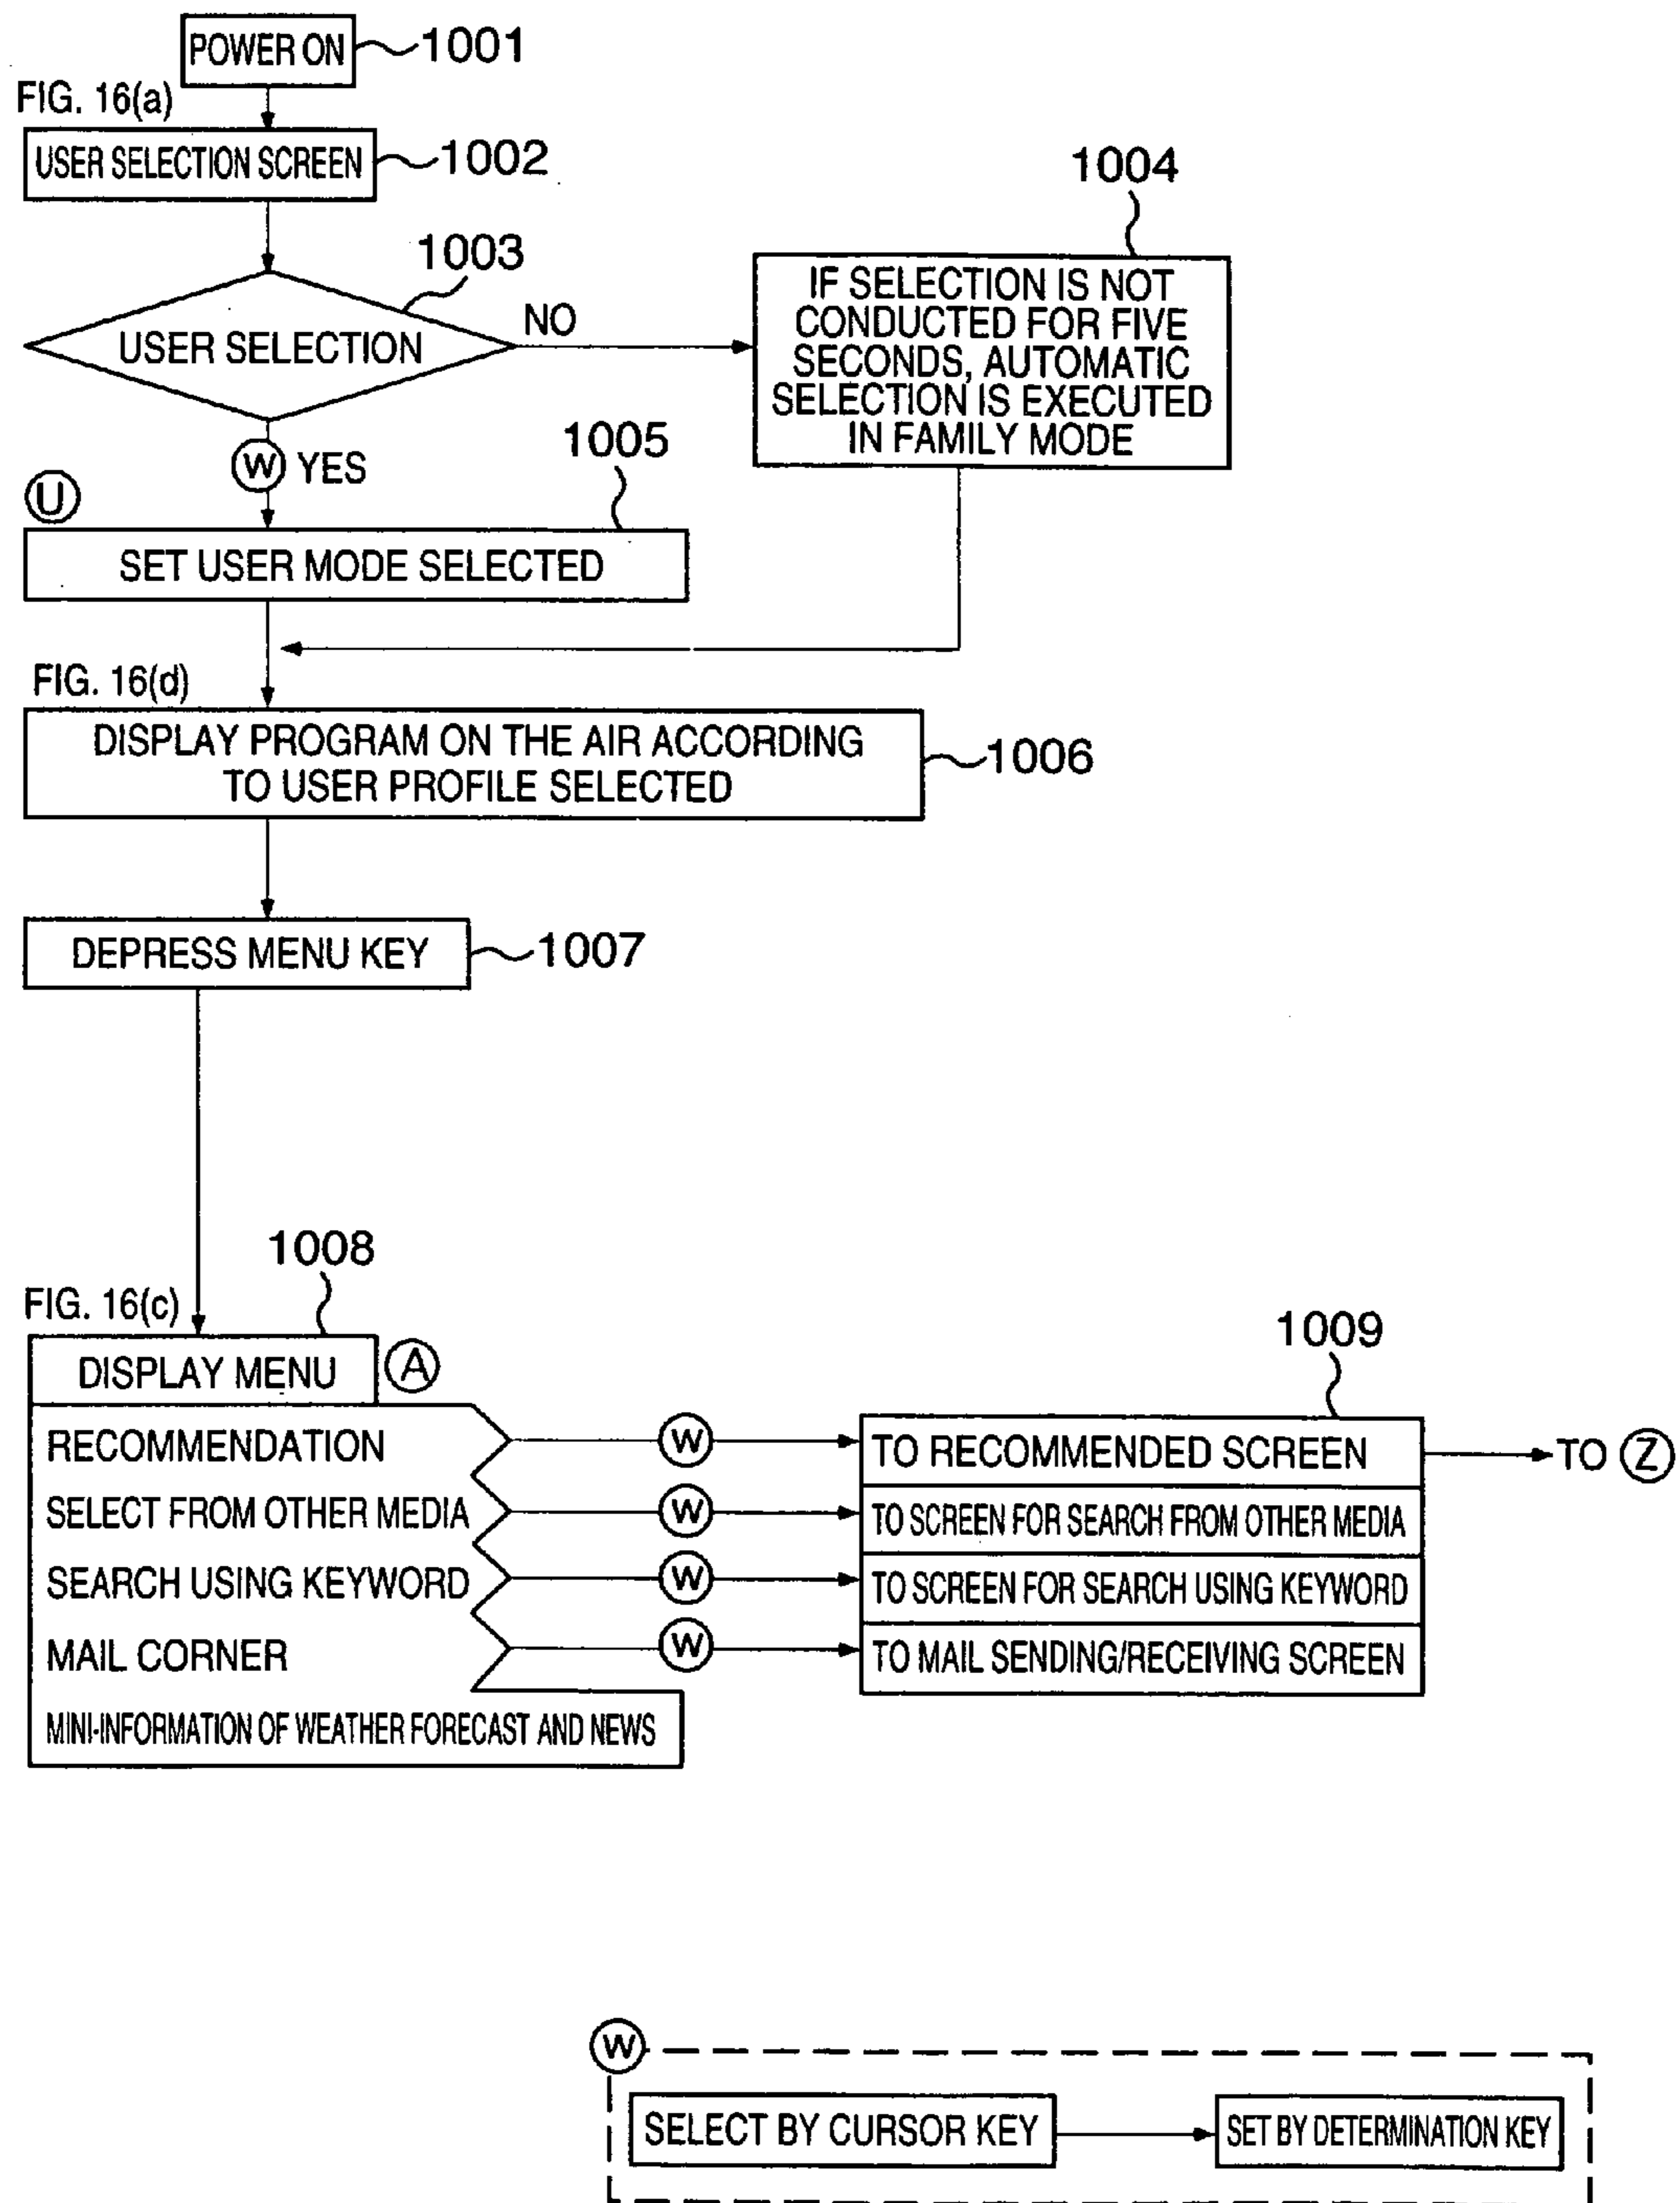 POWER ON
1001
FIG. 16(a)
USER SELECTION SCREEN
1002
1003
1004
USER SELECTION
NO
IF SELECTION IS NOT
CONDUCTED FOR FIVE
SECONDS, AUTOMATIC
SELECTION IS EXECUTED
IN FAMILY MODE
W YES
1005
U
SET USER MODE SELECTED
FIG. 16(d)
DISPLAY PROGRAM ON THE AIR ACCORDING
TO USER PROFILE SELECTED
1006
DEPRESS MENU KEY
1007
1008
FIG. 16(c)
DISPLAY MENU
A
1009
RECOMMENDATION
W
TO RECOMMENDED SCREEN
TO Z
SELECT FROM OTHER MEDIA
W
TO SCREEN FOR SEARCH FROM OTHER MEDIA
SEARCH USING KEYWORD
W
TO SCREEN FOR SEARCH USING KEYWORD
MAIL CORNER
W
TO MAIL SENDING/RECEIVING SCREEN
MINI-INFORMATION OF WEATHER FORECAST AND NEWS
W
SELECT BY CURSOR KEY
SET BY DETERMINATION KEY